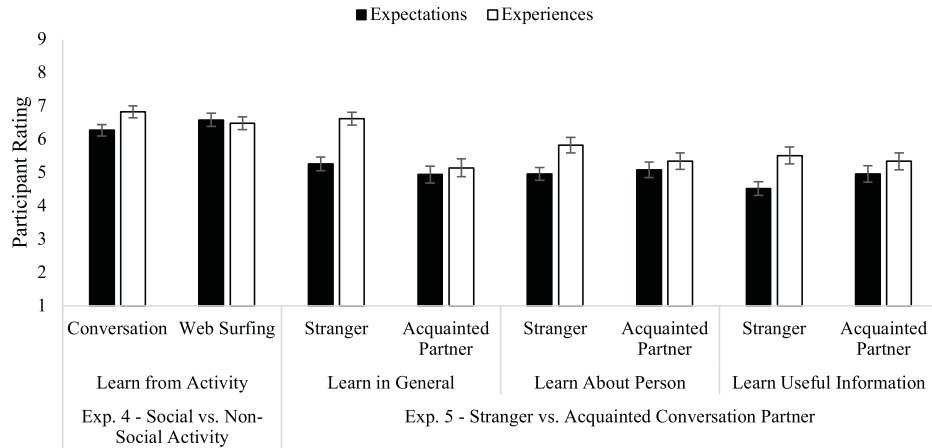 Expectations Experiences
9
8
7
6
5
4
3
2
1
Participant Rating
Conversation Web Surfing Stranger Acquainted Partner Stranger Acquainted Partner Stranger Acquainted Partner
Learn from Activity Learn in General Learn About Person Learn Useful Information
Exp. 4 - Social vs. Non-
Social Activity
Exp. 5 - Stranger vs. Acquainted Conversation Partner